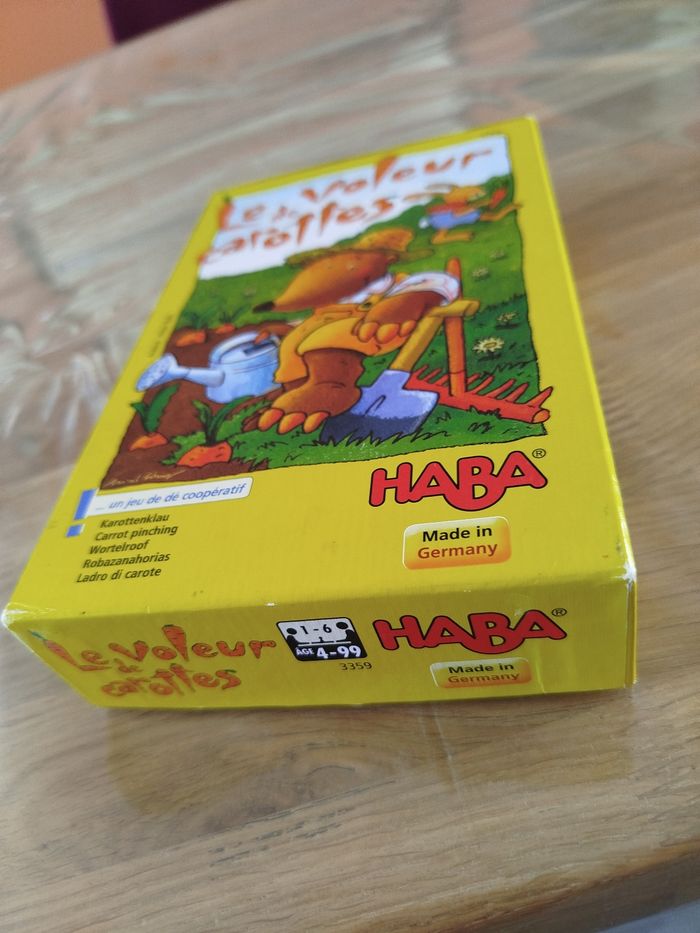 Le Voleur
de
carottes
HABA®
... un jeu de dé coopératif
Karottenklau
Carrot pinching
Wortelroof
Robazanahorias
Ladro di carote
Made in
Germany
Le Voleur
de
carottes
1-6
ÂGE 4-99
3359
HABA®
Made in
Germany